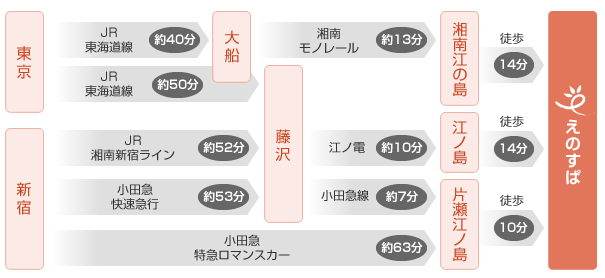 東京
JR
東海道線
約40分
大船
湘南
モノレール
約13分
湘南江の島
徒歩
14分
JR
東海道線
約50分
藤沢
新宿
JR
湘南新宿ライン
約52分
江ノ電
約10分
江ノ島
徒歩
14分
小田急
快速急行
約53分
小田急線
約7分
片瀬江ノ島
徒歩
10分
小田急
特急ロマンスカー
約63分
えのすぱ